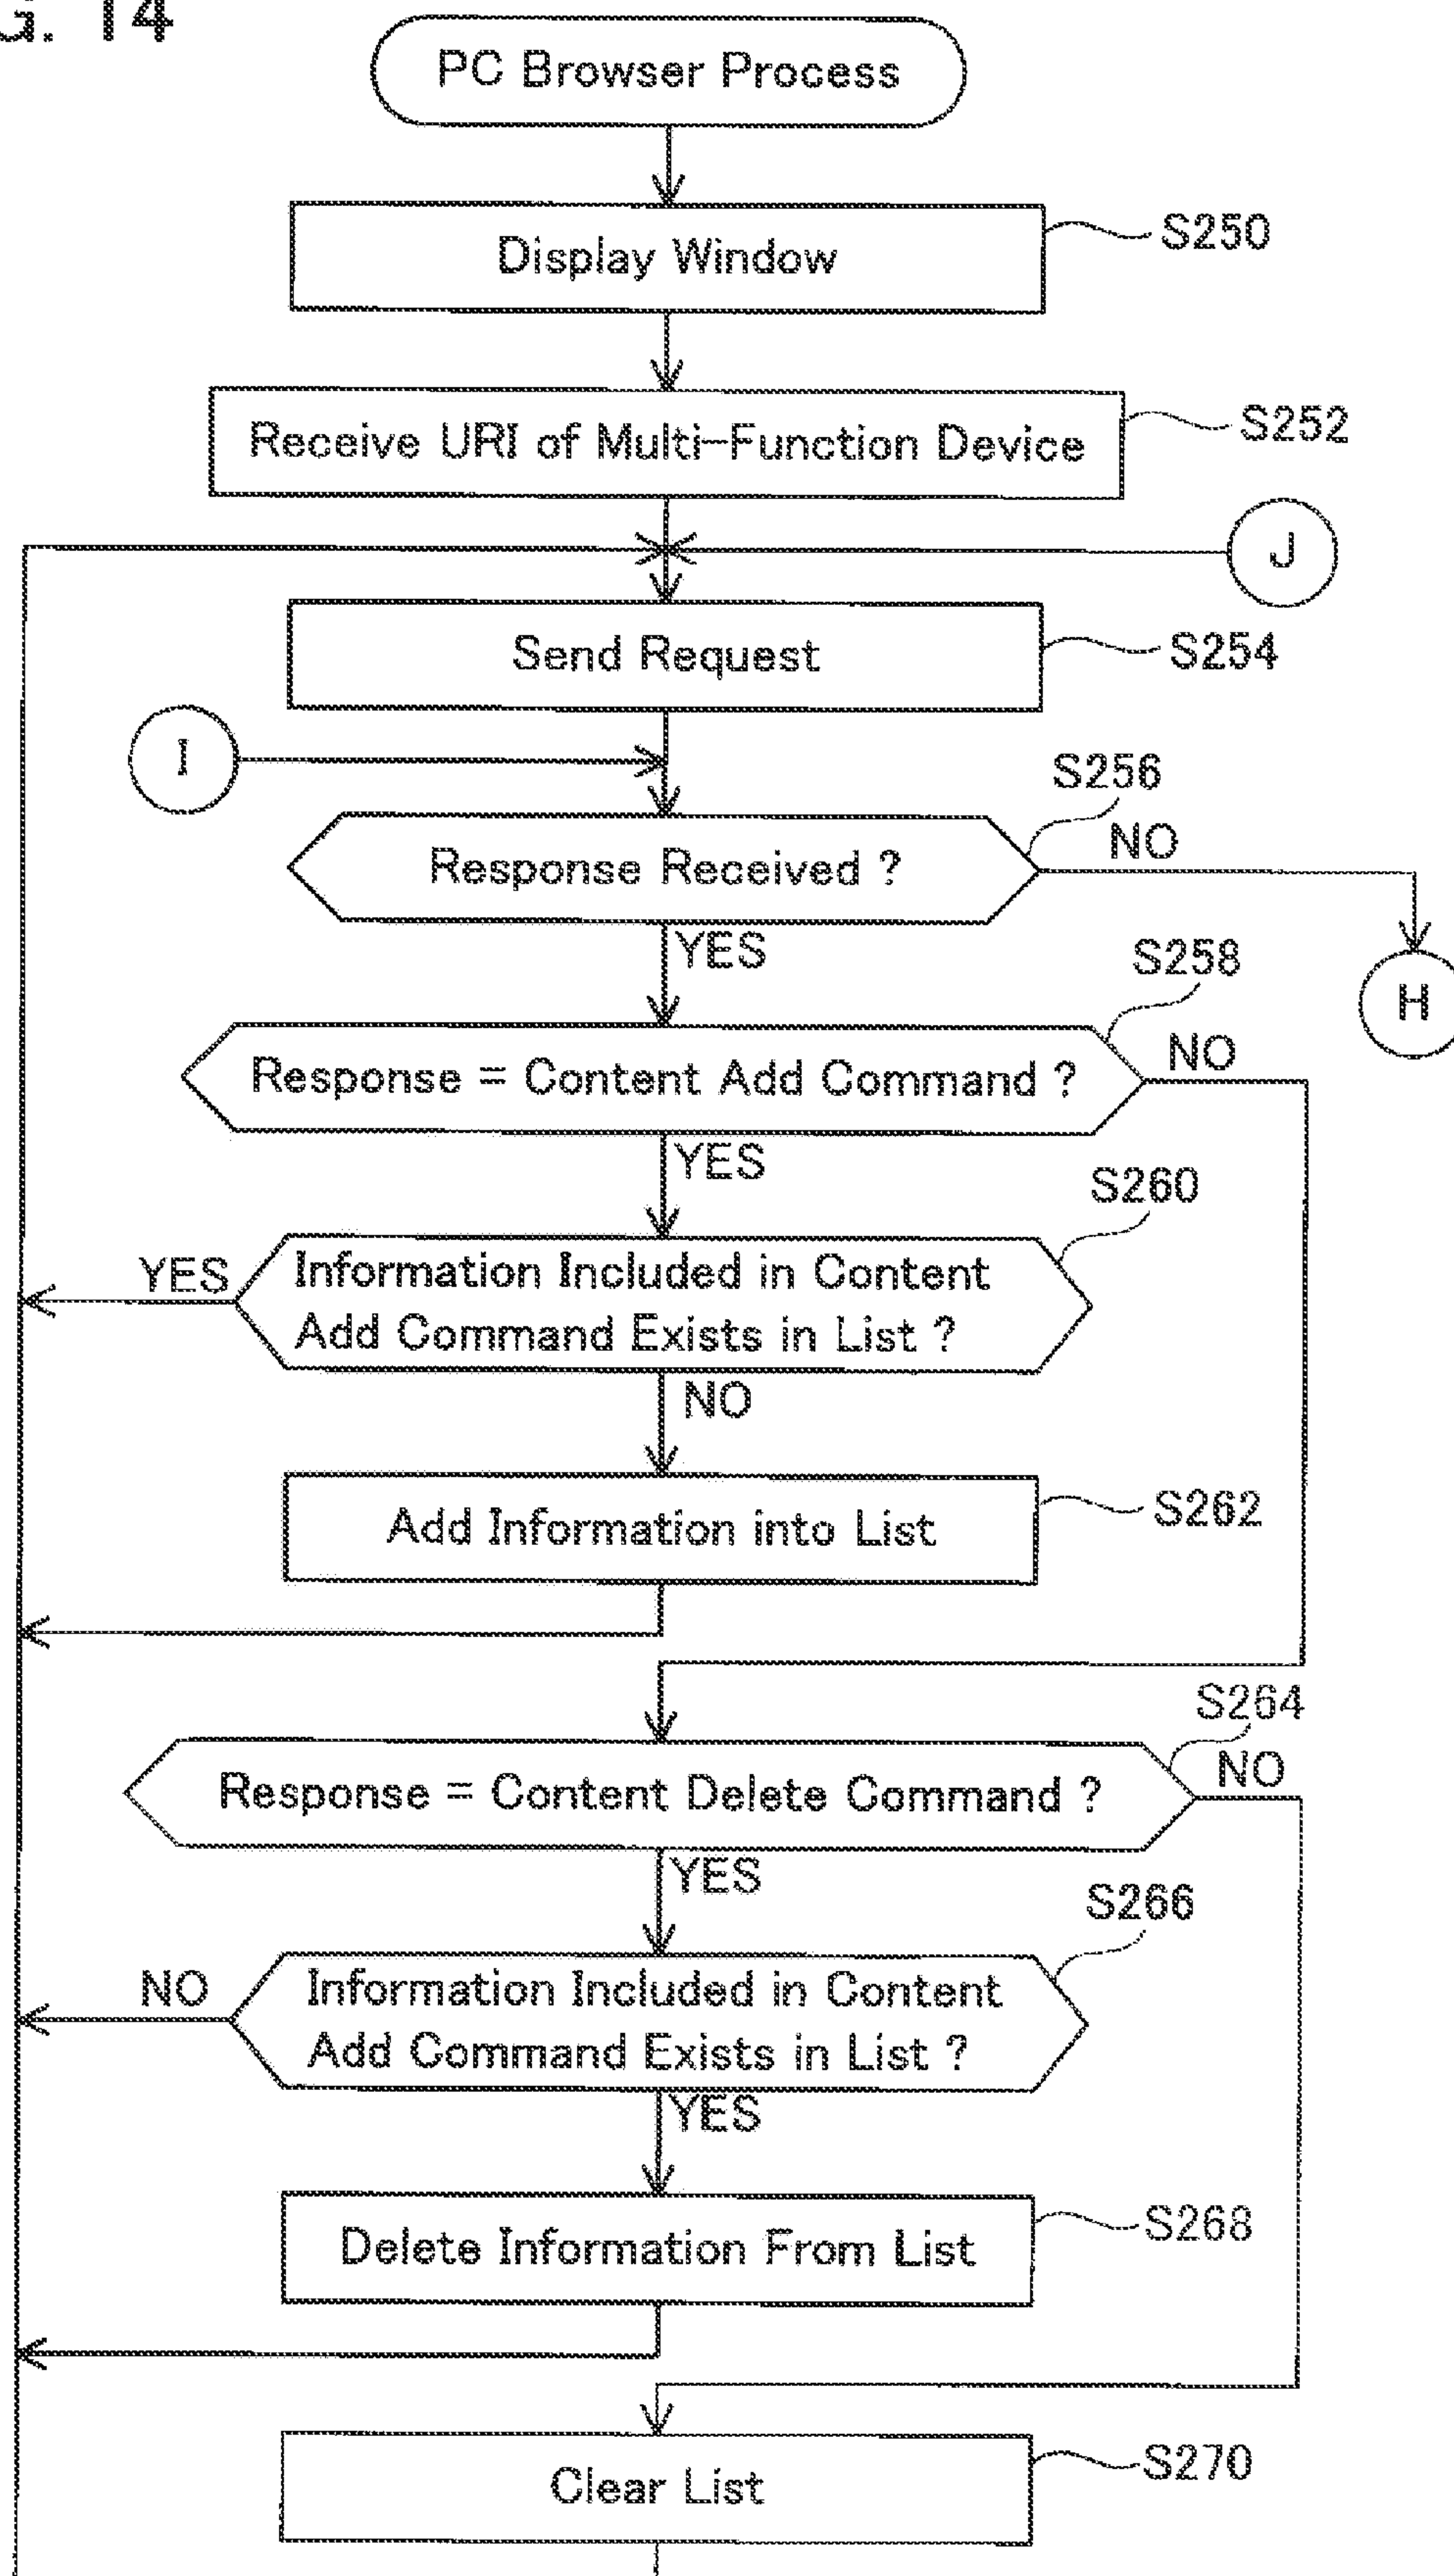 G. 14
PC Browser Process
Display Window
S250
Receive URI of Multi-Function Device
S252
J
Send Request
S254
I
S256
Response Received ?
NO
YES
H
S258
Response = Content Add Command ?
NO
YES
S260
YES
Information Included in Content
Add Command Exists in List ?
NO
Add Information into List
S262
S264
Response = Content Delete Command ?
NO
YES
S266
NO
Information Included in Content
Add Command Exists in List ?
YES
Delete Information From List
S268
Clear List
S270